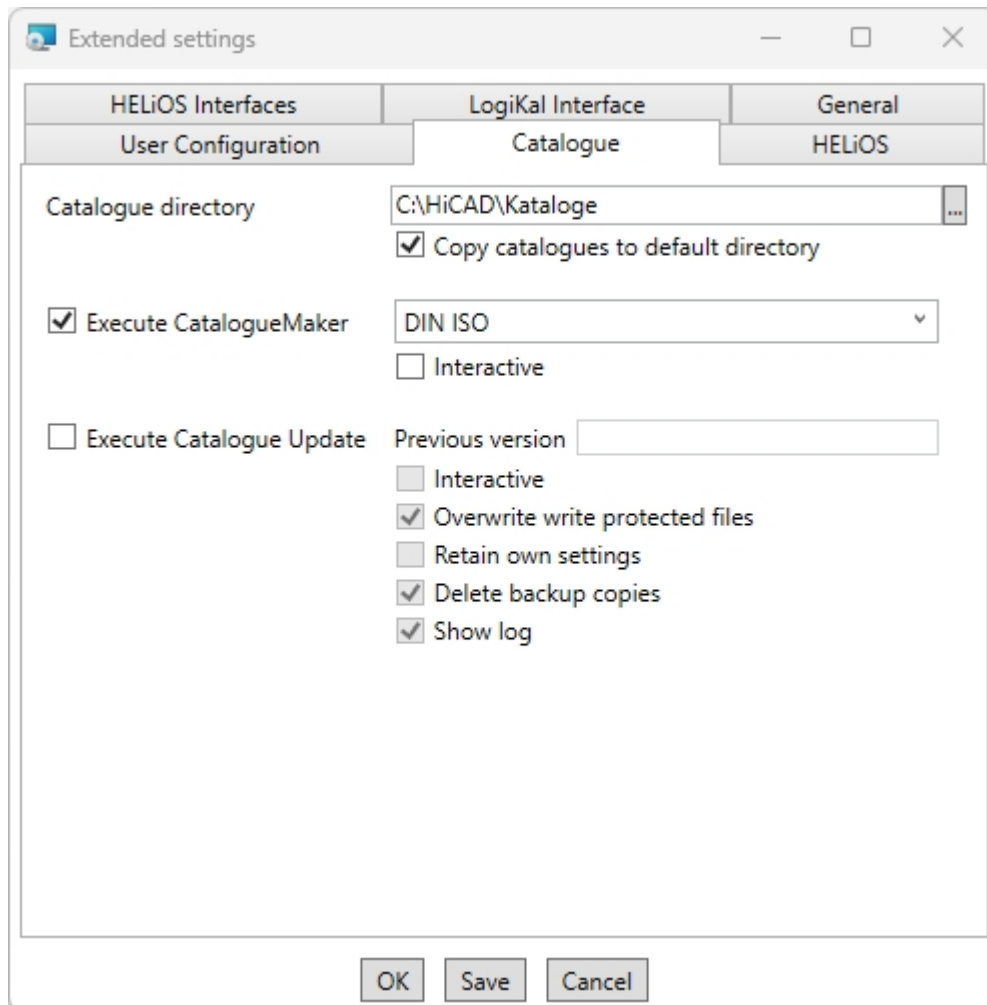 Extended settings
HELiOS Interfaces LogiKal Interface General
User Configuration Catalogue HELiOS
Catalogue directory C:\HiCAD\Kataloge ...
Copy catalogues to default directory
Execute CatalogueMaker DIN ISO
Interactive
Execute Catalogue Update Previous version
Interactive
Overwrite write protected files
Retain own settings
Delete backup copies
Show log
OK Save Cancel